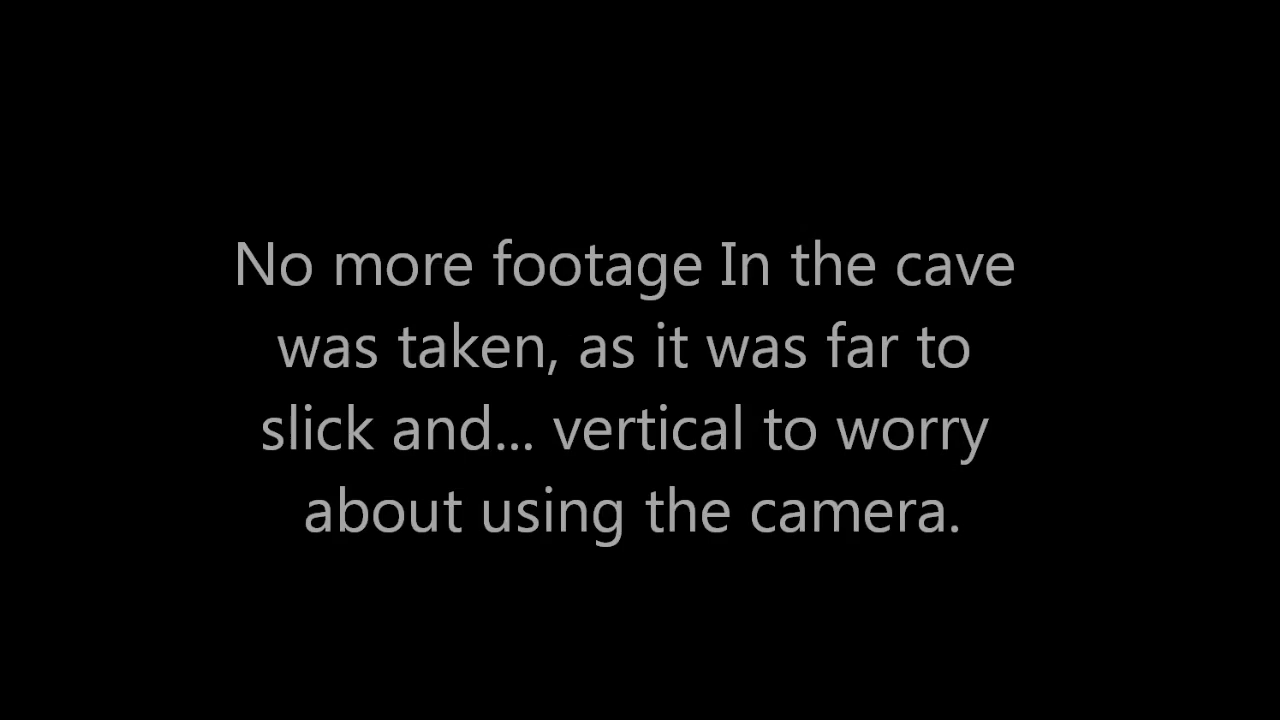 No more footage In the cave
was taken, as it was far to
slick and... vertical to worry
about using the camera.